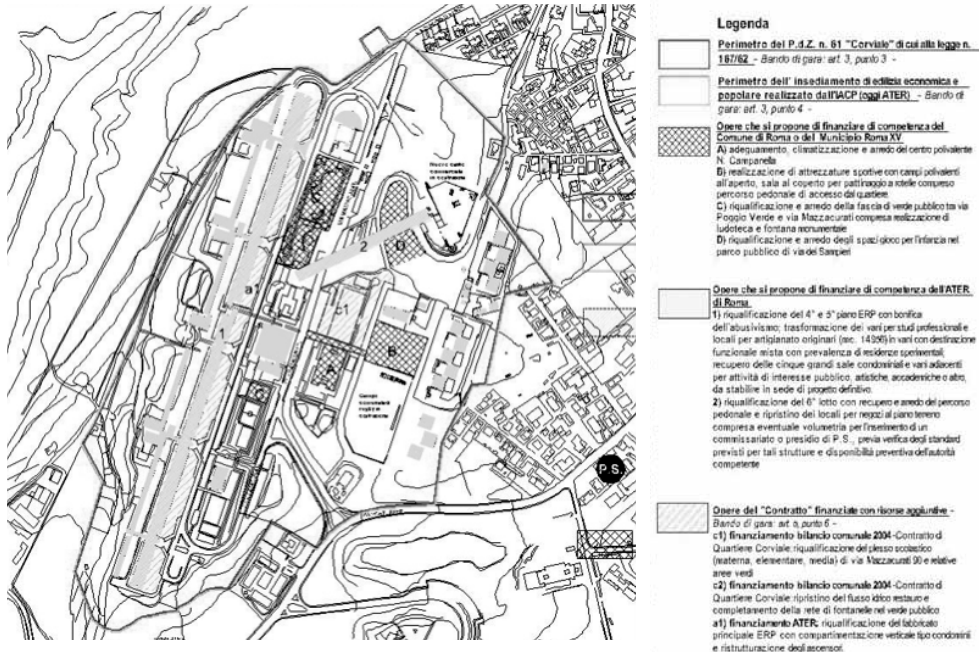 a1
2
D
c1
B
A
1
P.S.
Legenda
Perimetro del P.d.Z. n. 61 "Corviale" di cui alla legge n.
167/62 - Bando di gara: art. 3, punto 3 -
Perimetro dell' insediamento di edilizia economica e
popolare realizzato dall'IACP (oggi ATER) - Bando di
gara: art. 3, punto 4 -
Opere che si propone di finanziare di competenza del
Comune di Roma o del Municipio Roma XV
A) adeguamento, climatizzazione e arredo del centro polivalente
N. Campanella
B) realizzazione di attrezzature sportive con campi polivalenti
all'aperto, sala al coperto per pattinaggio a rotelle compreso
percorso pedonale di accesso dal quartiere
C) riqualificazione e arredo della fascia di verde pubblico tra via
Poggio Verde e via Mazzacurati compresa realizzazione di
ludoteca e fontana monumentale
D) riqualificazione e arredo degli spazi gioco per l'infanzia nel
parco pubblico di via dei Sampieri
Opere che si propone di finanziare di competenza dell'ATER
di Roma
1) riqualificazione del 4° e 5° piano ERP con bonifica
dell'abusivismo; trasformazione dei vani per studi professionali e
locali per artigianato originari (mc. 14956) in vani con destinazione
funzionale mista con prevalenza di residenze sperimentali;
recupero delle cinque grandi sale condominiali e vani adiacenti
per attività di interesse pubblico, artistiche, accademiche o altro,
da stabilire in sede di progetto definitivo.
2) riqualificazione del 6° lotto con recupero e arredo del percorso
pedonale e ripristino dei locali per negozi al piano terreno
compresa eventuale volumetria per l'inserimento di un
commissariato o presidio di P.S., previa verifica degli standard
previsti per tali strutture e disponibilità preventiva dell'autorità
competente
Opere del "Contratto" finanziate con risorse aggiuntive -
Bando di gara: art. 6, punto 6 -
c1) finanziamento bilancio comunale 2004-Contratto di
Quartiere Corviale: riqualificazione del plesso scolastico
(materna, elementare, media) di via Mazzacurati 90 e relative
aree verdi
c2) finanziamento bilancio comunale 2004-Contratto di
Quartiere Corviale: ripristino del flusso idrico restauro e
completamento della rete di fontanelle nel verde pubblico
a1) finanziamento ATER: riqualificazione del fabbricato
principale ERP con compartimentazione verticale tipo condomini
e ristrutturazione degli ascensori.